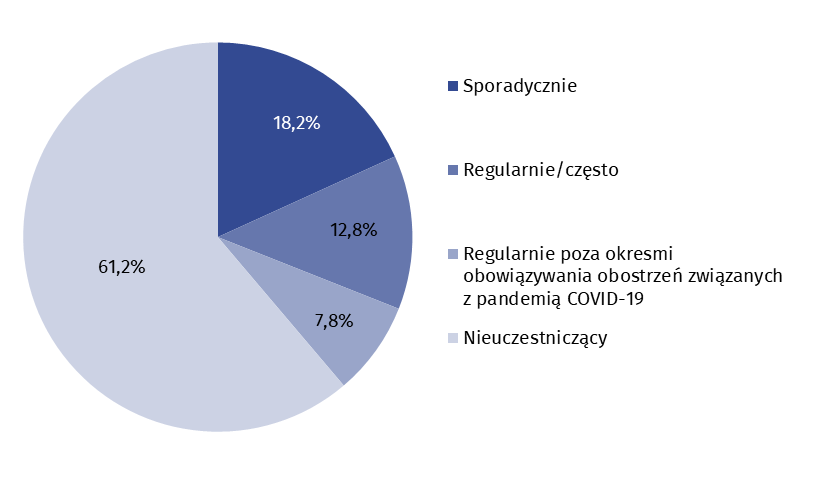 18,2%
12,8%
7,8%
61,2%
Sporadycznie
Regularnie/często
Regularnie poza okresmi
obowiązywania obostrzeń związanych
z pandemią COVID-19
Nieuczestniczący